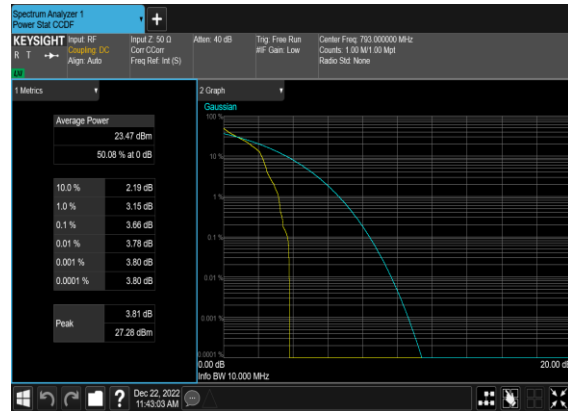 Spectrum Analyzer 1
Power Stat CCDF
KEYSIGHT
R T
LW
Input: RF
Coupling: DC
Align: Auto
Input Z: 50 Ω
Corr CCorr
Freq Ref: Int (S)
Atten: 40 dB
Trig: Free Run
#IF Gain: Low
Center Freq: 793.000000 MHz
Counts: 1.00 M/1.00 Mpt
Radio Std: None
1 Metrics
Average Power
23.47 dBm
50.08 % at 0 dB
10.0 % 2.19 dB
1.0 % 3.15 dB
0.1 % 3.66 dB
0.01 % 3.78 dB
0.001 % 3.80 dB
0.0001 % 3.80 dB
Peak
3.81 dB
27.28 dBm
2 Graph
Gaussian
100 %
10 %
1 %
0.1 %
0.01 %
0.001 %
0.0001 %
0.00 dB
20.00 dB
Info BW 10.000 MHz
?
Dec 22, 2022
11:43:03 AM